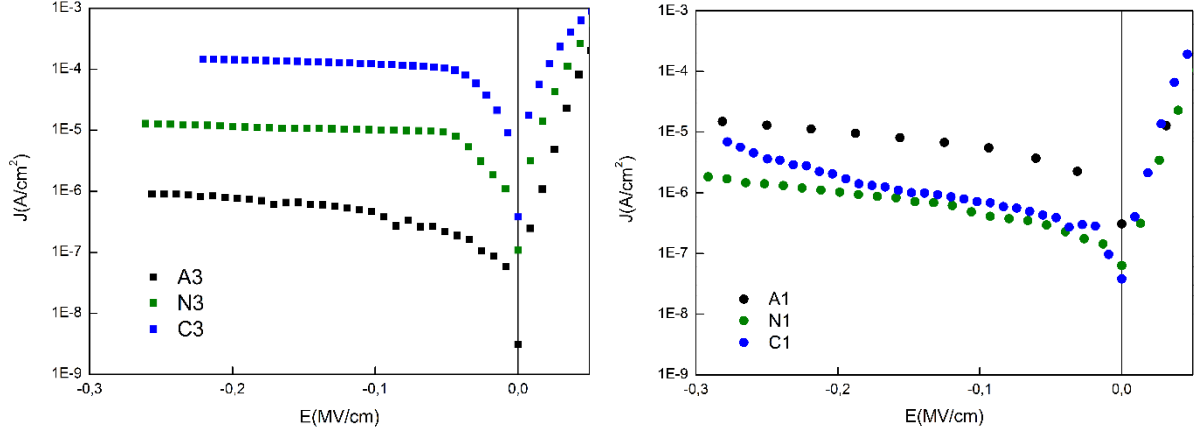 1E-3
1E-4
1E-5
1E-6
1E-7
1E-8
1E-9
J(A/cm²)
-0,3
-0,2
-0,1
0,0
E(MV/cm)
A3
N3
C3
1E-3
1E-4
1E-5
1E-6
1E-7
1E-8
1E-9
J(A/cm²)
-0,3
-0,2
-0,1
0,0
E(MV/cm)
A1
N1
C1